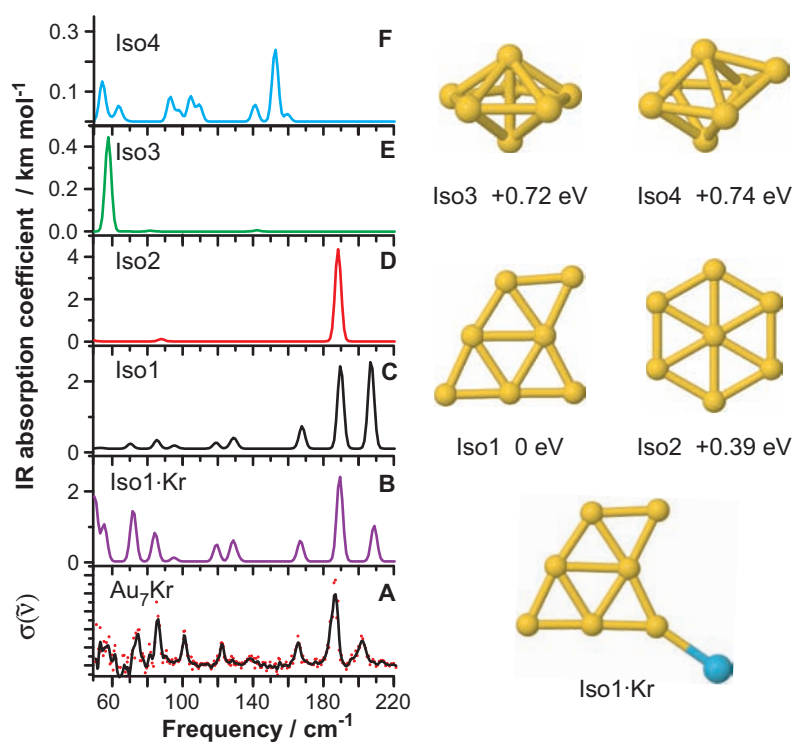 IR absorption coefficient / km mol⁻¹
σ(ṽ)
Iso4
F
0.3
0.1
Iso3
E
0.4
0.2
0.0
Iso2
D
4
2
0
Iso1
C
2
0
Iso1·Kr
B
2
0
Au₇Kr
A
60
100
140
180
220
Frequency / cm⁻¹
Iso3 +0.72 eV
Iso4 +0.74 eV
Iso1 0 eV
Iso2 +0.39 eV
Iso1·Kr